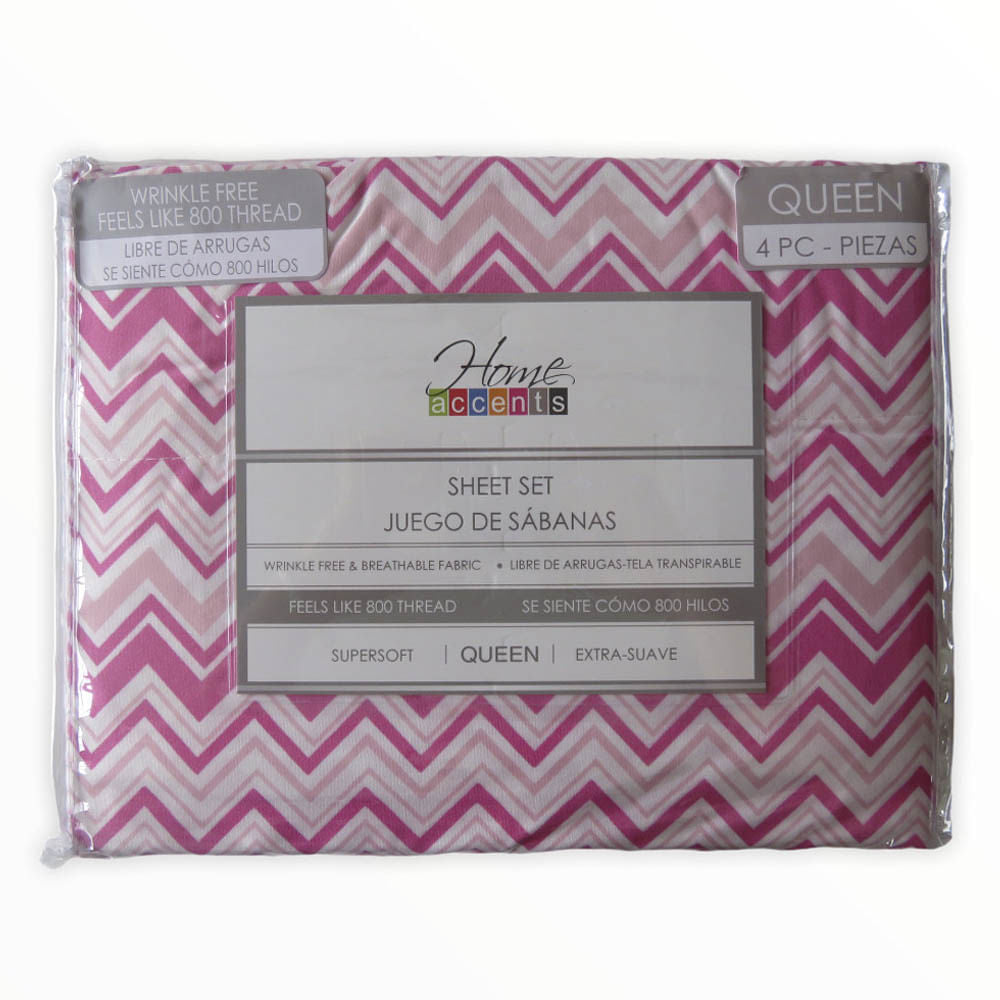 WRINKLE FREE
FEELS LIKE 800 THREAD
LIBRE DE ARRUGAS
SE SIENTE CÓMO 800 HILOS
QUEEN
4 PC - PIEZAS
Home
accents
SHEET SET
JUEGO DE SÁBANAS
WRINKLE FREE & BREATHABLE FABRIC • LIBRE DE ARRUGAS-TELA TRANSPIRABLE
FEELS LIKE 800 THREAD SE SIENTE CÓMO 800 HILOS
SUPERSOFT | QUEEN | EXTRA-SUAVE